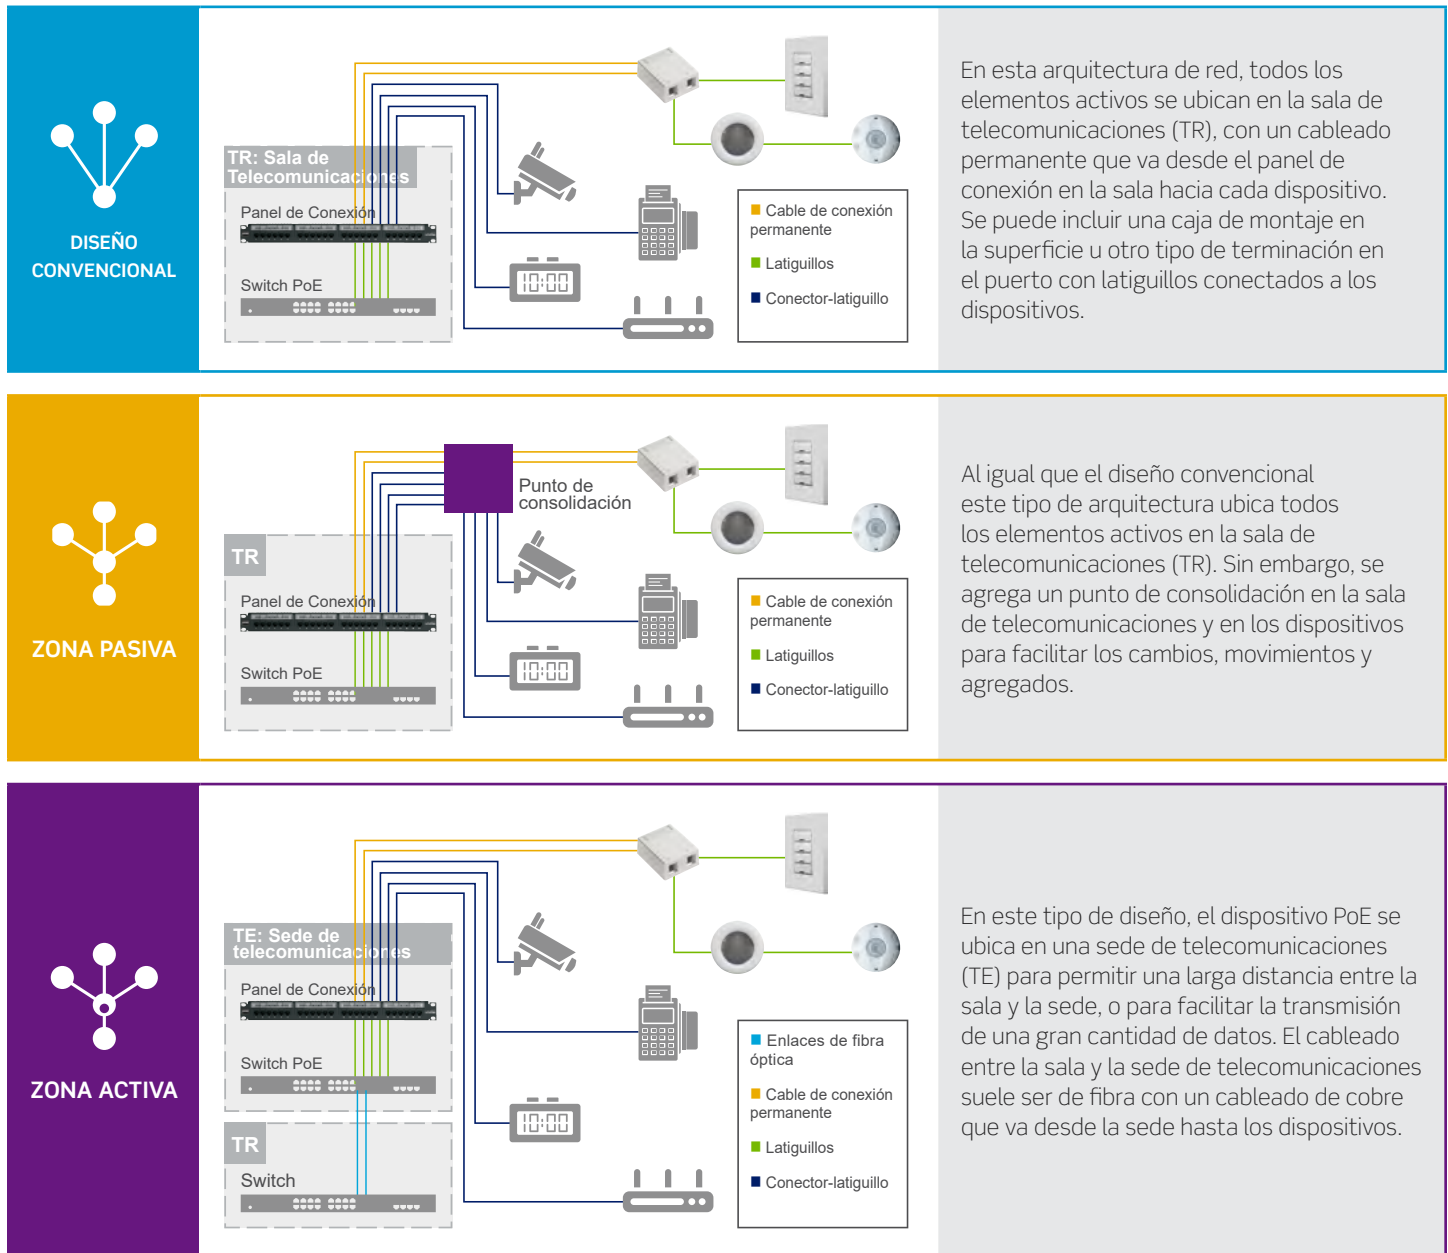 DISEÑO
CONVENCIONAL
TR: Sala de
Telecomunicaciones
Panel de Conexión
Switch PoE
10:00
Cable de conexión
permanente
Latiguillos
Conector-latiguillo
En esta arquitectura de red, todos los
elementos activos se ubican en la sala de
telecomunicaciones (TR), con un cableado
permanente que va desde el panel de
conexión en la sala hacia cada dispositivo.
Se puede incluir una caja de montaje en
la superficie u otro tipo de terminación en
el puerto con latiguillos conectados a los
dispositivos.
ZONA PASIVA
Punto de
consolidación
TR
Panel de Conexión
Switch PoE
10:00
Cable de conexión
permanente
Latiguillos
Conector-latiguillo
Al igual que el diseño convencional
este tipo de arquitectura ubica todos
los elementos activos en la sala de
telecomunicaciones (TR). Sin embargo, se
agrega un punto de consolidación en la sala
de telecomunicaciones y en los dispositivos
para facilitar los cambios, movimientos y
agregados.
ZONA ACTIVA
TE: Sede de
telecomunicaciones
Panel de Conexión
Switch PoE
10:00
TR
Switch
Enlaces de fibra
óptica
Cable de conexión
permanente
Latiguillos
Conector-latiguillo
En este tipo de diseño, el dispositivo PoE se
ubica en una sede de telecomunicaciones
(TE) para permitir una larga distancia entre la
sala y la sede, o para facilitar la transmisión
de una gran cantidad de datos. El cableado
entre la sala y la sede de telecomunicaciones
suele ser de fibra con un cableado de cobre
que va desde la sede hasta los dispositivos.